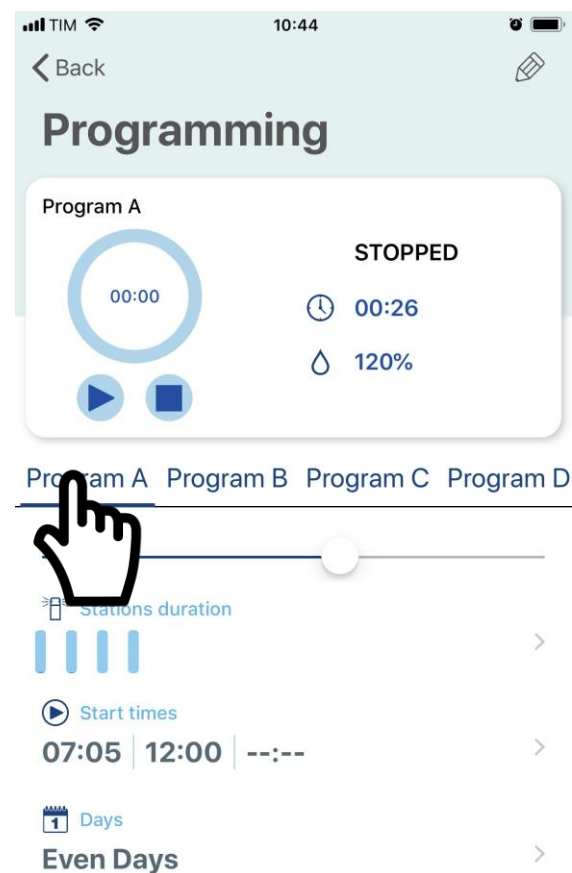 TIM 10:44
Back
Programming
Program A
STOPPED
00:00
00:26
120%
Program A Program B Program C Program D
Stations duration
Start times
07:05 12:00 --:--
1 Days
Even Days